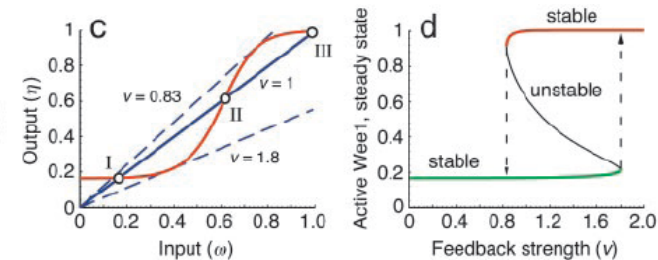 c
Output (η)
1
0.8
0.6
0.4
0.2
0
0
0.2
0.4
0.6
0.8
1.0
Input (ω)
v = 0.83
v = 1
v = 1.8
I
II
III
d
Active Wee1, steady state
1
0.8
0.6
0.4
0.2
0
0
0.4
0.8
1.2
1.6
2.0
Feedback strength (v)
stable
unstable
stable